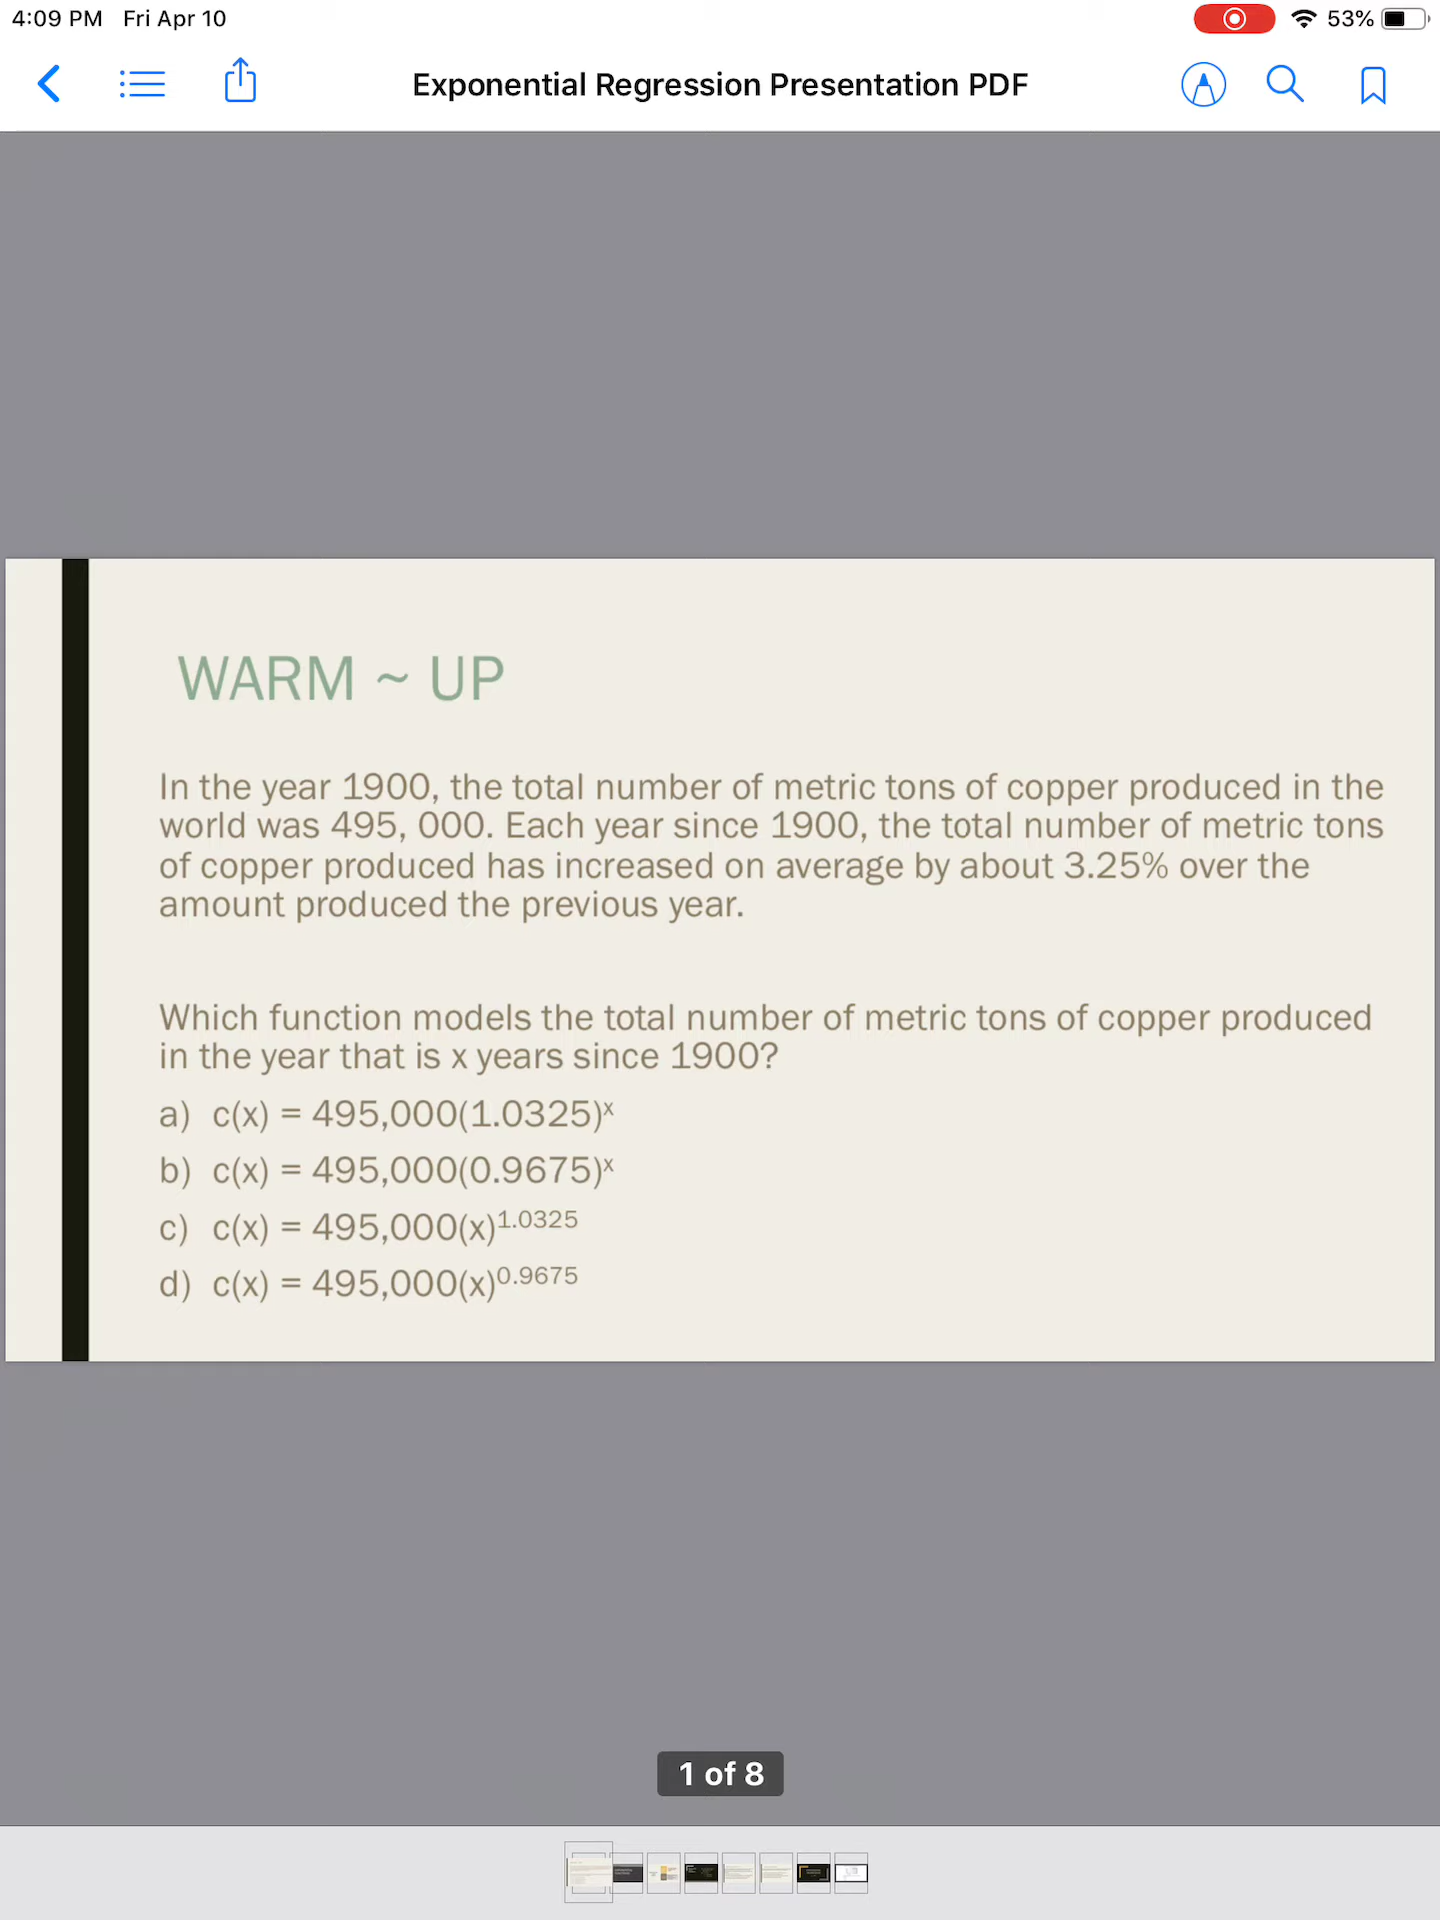 4:09 PM Fri Apr 10
53%
Exponential Regression Presentation PDF
WARM ~ UP
In the year 1900, the total number of metric tons of copper produced in the
world was 495, 000. Each year since 1900, the total number of metric tons
of copper produced has increased on average by about 3.25% over the
amount produced the previous year.
Which function models the total number of metric tons of copper produced
in the year that is x years since 1900?
a) c(x) = 495,000(1.0325)ˣ
b) c(x) = 495,000(0.9675)ˣ
c) c(x) = 495,000(x)¹·⁰³²⁵
d) c(x) = 495,000(x)⁰·⁹⁶⁷⁵
1 of 8